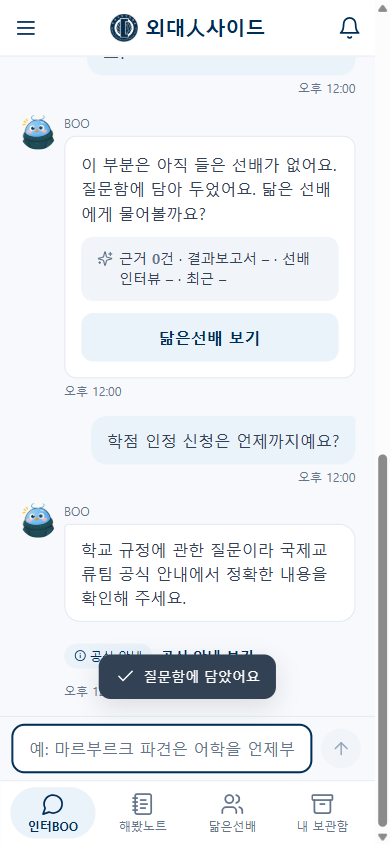 외대人사이드
오후 12:00
BOO
이 부분은 아직 들은 선배가 없어요.
질문함에 담아 두었어요. 닮은 선배
에게 물어볼까요?
근거 0건 · 결과보고서 – · 선배
인터뷰 – · 최근 –
닮은선배 보기
오후 12:00
학점 인정 신청은 언제까지예요?
오후 12:00
BOO
학교 규정에 관한 질문이라 국제교
류팀 공식 안내에서 정확한 내용을
확인해 주세요.
질문함에 담았어요
오후
예: 마르부르크 파견은 어학을 언제부
인터BOO
해봤노트
닮은선배
내 보관함